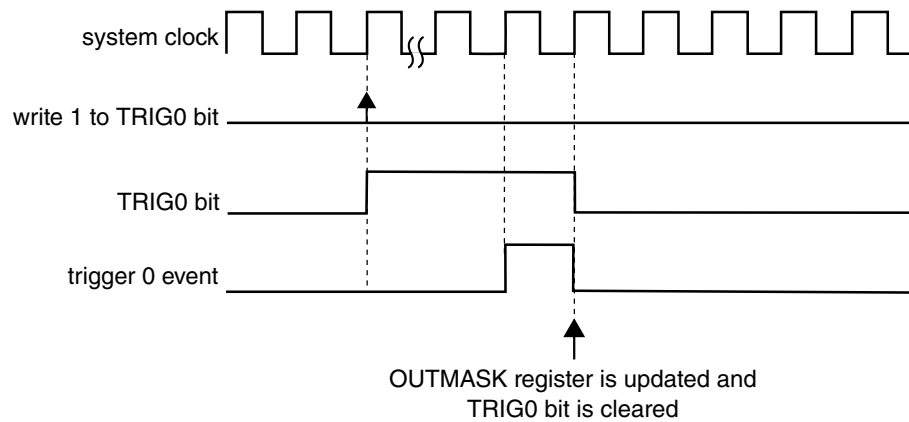 system clock
write 1 to TRIG0 bit
TRIG0 bit
trigger 0 event
OUTMASK register is updated and
TRIG0 bit is cleared